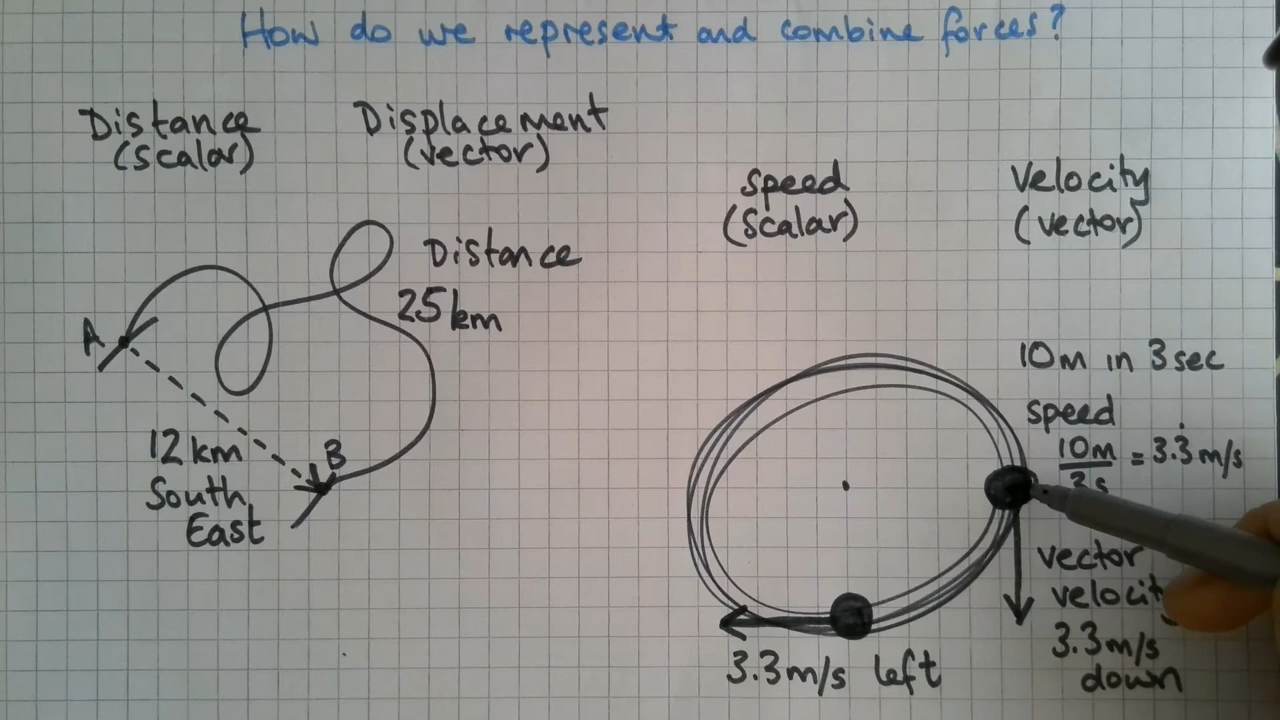 How do we represent and combine forces?
Distance
(scalar)
Displacement
(vector)
speed
(scalar)
Velocity
(vector)
A
Distance
25km
B
12km
South
East
10m in 3sec
speed
10m = 3.3̇ m/s
3s
vector
3.3m/s
down
3.3m/s left